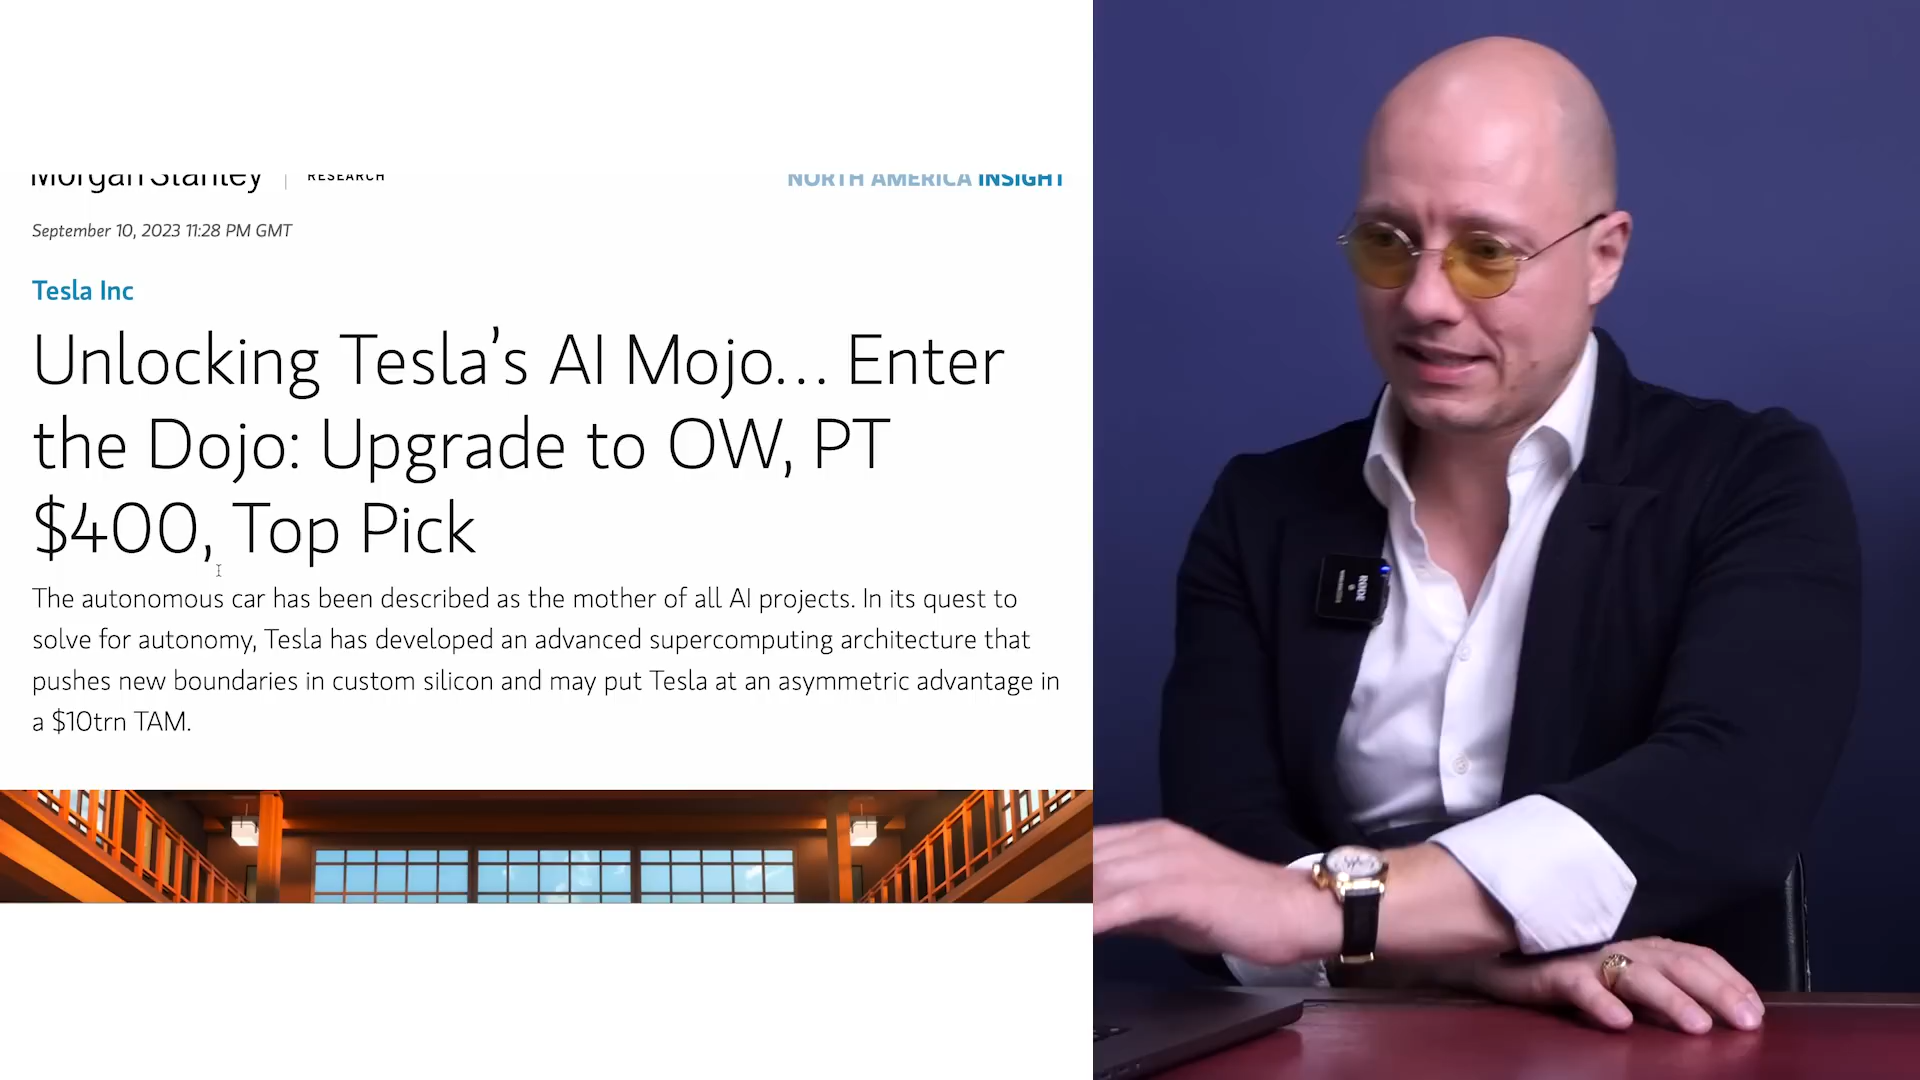 Morgan Stanley | RESEARCH
NORTH AMERICA INSIGHT
September 10, 2023 11:28 PM GMT
Tesla Inc
Unlocking Tesla’s AI Mojo… Enter
the Dojo: Upgrade to OW, PT
$400, Top Pick
The autonomous car has been described as the mother of all AI projects. In its quest to
solve for autonomy, Tesla has developed an advanced supercomputing architecture that
pushes new boundaries in custom silicon and may put Tesla at an asymmetric advantage in
a $10trn TAM.
RODE